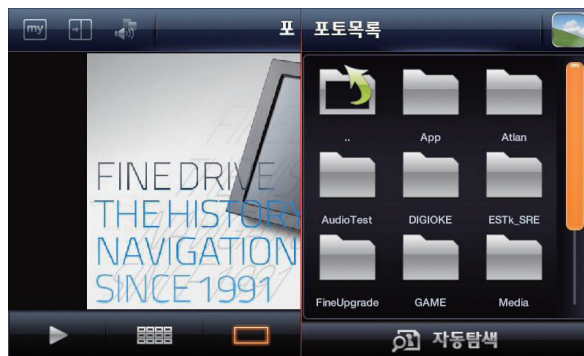 my
포
포토목록
FINE DRIVE
THE HISTORY
NAVIGATION
SINCE 1991
..
App
Atlan
AudioTest
DIGIOKE
ESTk_SRE
FineUpgrade
GAME
Media
자동탐색